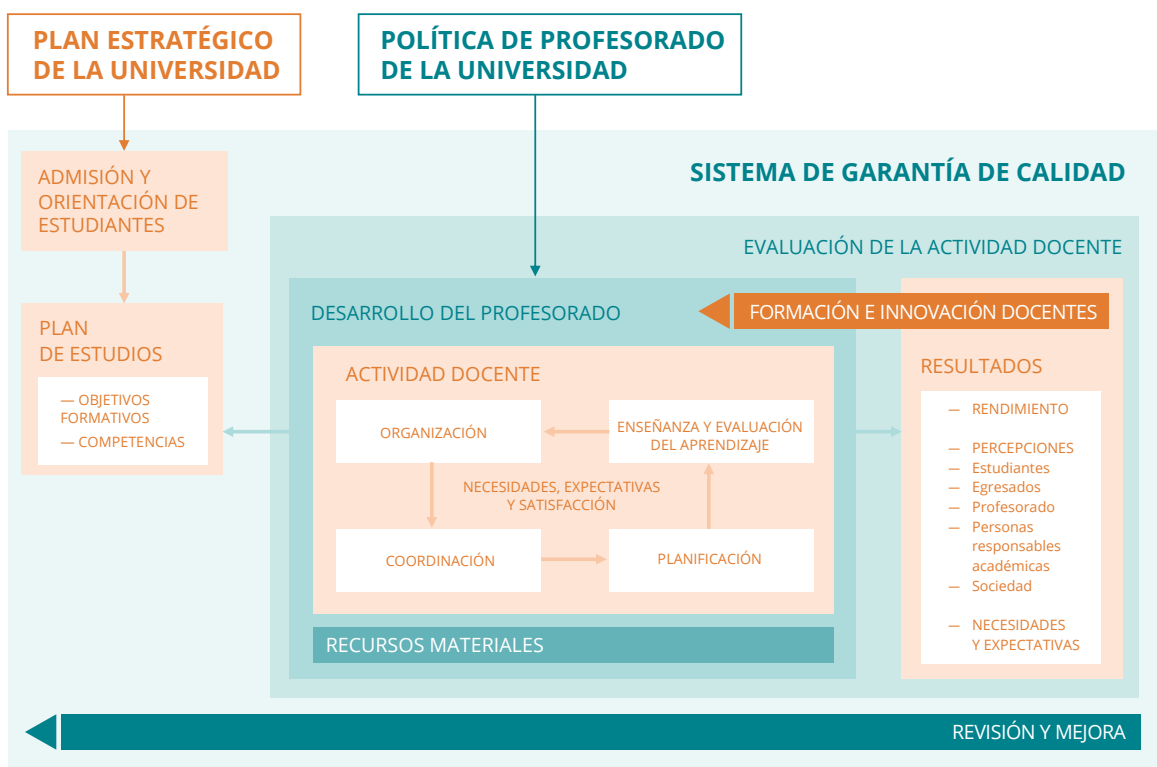 PLAN ESTRATÉGICO
DE LA UNIVERSIDAD
POLÍTICA DE PROFESORADO
DE LA UNIVERSIDAD
SISTEMA DE GARANTÍA DE CALIDAD
ADMISIÓN Y
ORIENTACIÓN DE
ESTUDIANTES
PLAN
DE ESTUDIOS
— OBJETIVOS
FORMATIVOS
— COMPETENCIAS
EVALUACIÓN DE LA ACTIVIDAD DOCENTE
DESARROLLO DEL PROFESORADO
FORMACIÓN E INNOVACIÓN DOCENTES
ACTIVIDAD DOCENTE
ORGANIZACIÓN
ENSEÑANZA Y EVALUACIÓN
DEL APRENDIZAJE
NECESIDADES, EXPECTATIVAS
Y SATISFACCIÓN
COORDINACIÓN
PLANIFICACIÓN
RECURSOS MATERIALES
RESULTADOS
— RENDIMIENTO
— PERCEPCIONES
— Estudiantes
— Egresados
— Profesorado
— Personas
responsables
académicas
— Sociedad
— NECESIDADES
Y EXPECTATIVAS
REVISIÓN Y MEJORA